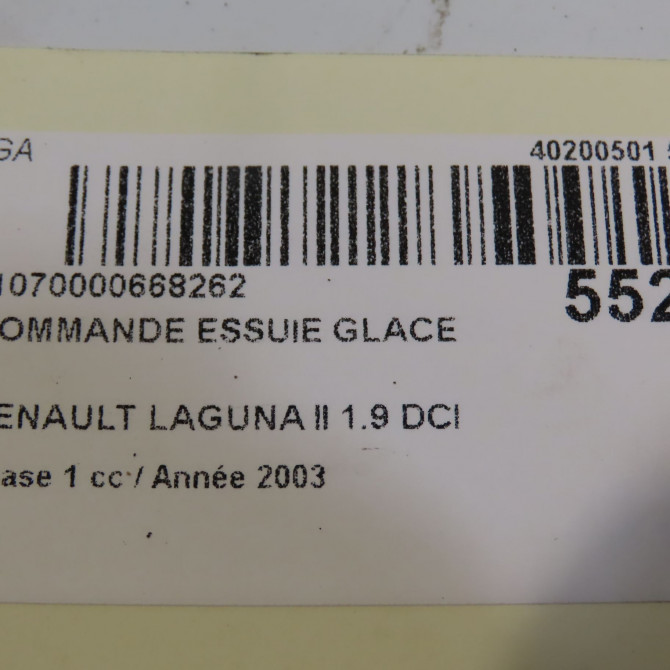 GA
40200501
1070000668262
552
OMMANDE ESSUIE GLACE
ENAULT LAGUNA II 1.9 DCI
ase 1 cc / Année 2003